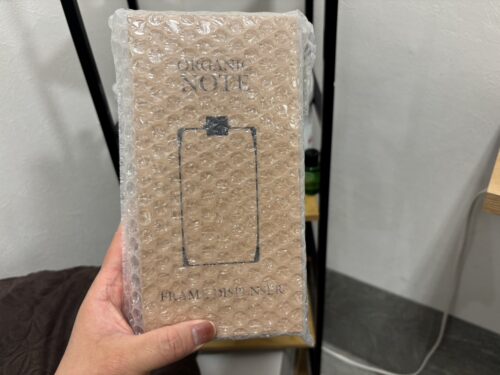 ORGANIC
NOTE
FRAME DISPENSER